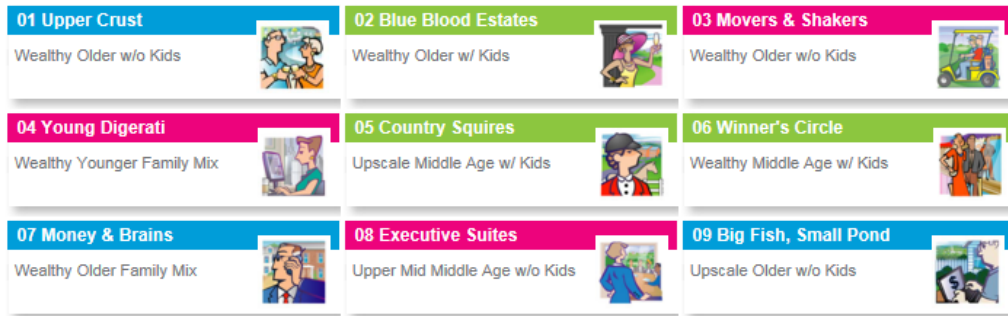 01 Upper Crust
Wealthy Older w/o Kids
02 Blue Blood Estates
Wealthy Older w/ Kids
03 Movers & Shakers
Wealthy Older w/o Kids
04 Young Digerati
Wealthy Younger Family Mix
05 Country Squires
Upscale Middle Age w/ Kids
06 Winner's Circle
Wealthy Middle Age w/ Kids
07 Money & Brains
Wealthy Older Family Mix
08 Executive Suites
Upper Mid Middle Age w/o Kids
09 Big Fish, Small Pond
Upscale Older w/o Kids
$